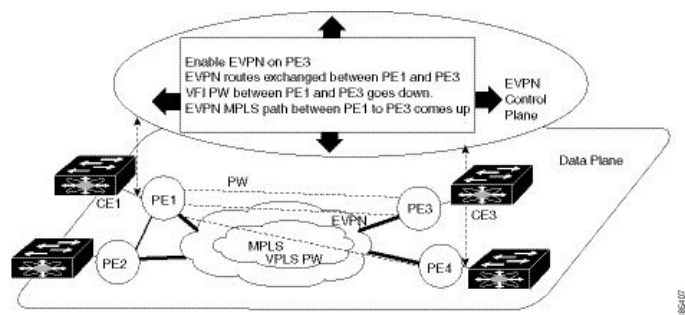 Enable EVPN on PE3
EVPN routes exchanged between PE1 and PE3
VFI PW between PE1 and PE3 goes down.
EVPN MPLS path between PE1 to PE3 comes up
EVPN
Control
Plane
Data Plane
PW
CE1
PE1
PE3
CE3
EVPN
MPLS
VPLS PW
PE2
PE4